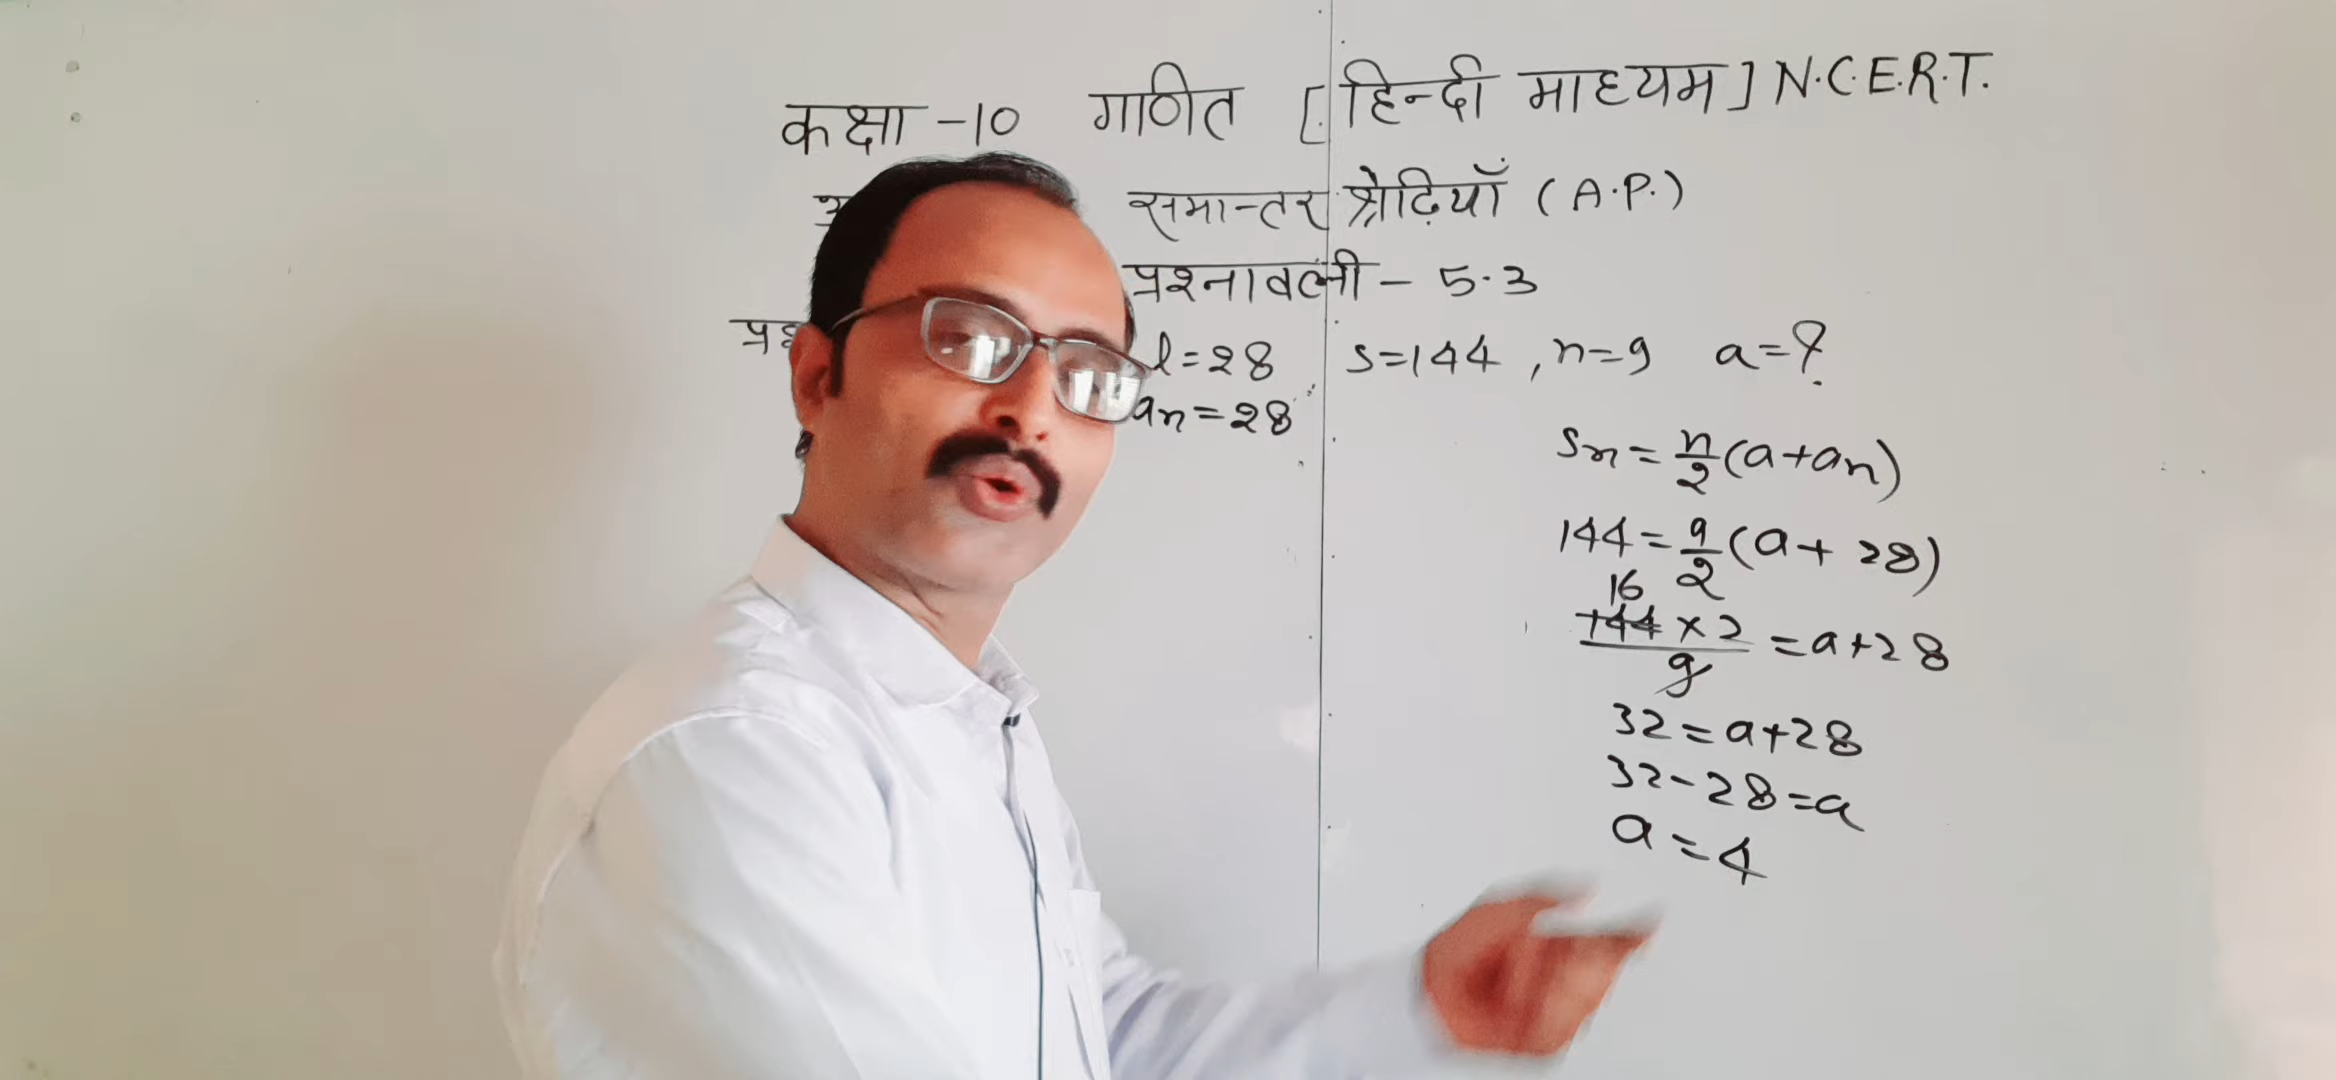 कक्षा -10 गणित [हिन्दी माध्यम] N.C.E.R.T.
समान्तर श्रेढ़ियाँ (A.P.)
प्रश्नावली - 5.3
l=28 S=144, n=9 a=?
an=28
Sn = n/2 (a+an)
144 = 9/2 (a+ 28)
16
144 × 2 / 9 = a+28
32 = a+28
32-28=a
a = 4